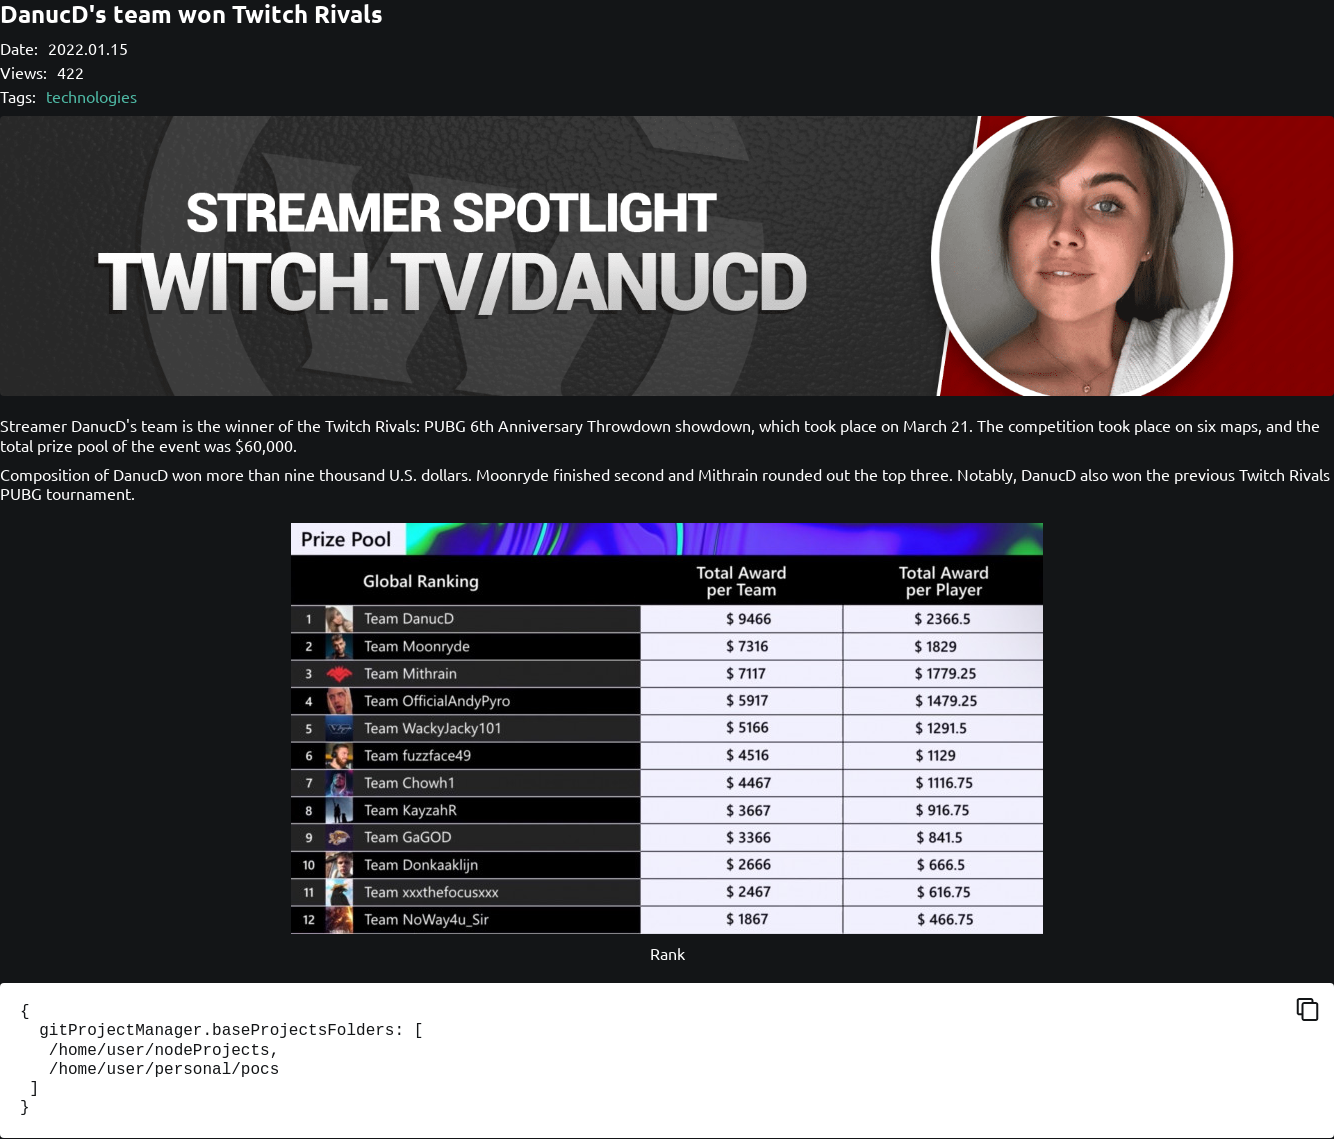 DanucD's team won Twitch Rivals
Date: 2022.01.15
Views: 422
Tags: technologies
STREAMER SPOTLIGHT
TWITCH.TV/DANUCD
Streamer DanucD's team is the winner of the Twitch Rivals: PUBG 6th Anniversary Throwdown showdown, which took place on March 21. The competition took place on six maps, and the
total prize pool of the event was $60,000.
Composition of DanucD won more than nine thousand U.S. dollars. Moonryde finished second and Mithrain rounded out the top three. Notably, DanucD also won the previous Twitch Rivals
PUBG tournament.
Prize Pool
Global Ranking Total Award per Team Total Award per Player
1 Team DanucD $ 9466 $ 2366.5
2 Team Moonryde $ 7316 $ 1829
3 Team Mithrain $ 7117 $ 1779.25
4 Team OfficialAndyPyro $ 5917 $ 1479.25
5 Team WackyJacky101 $ 5166 $ 1291.5
6 Team fuzzface49 $ 4516 $ 1129
7 Team Chowh1 $ 4467 $ 1116.75
8 Team KayzahR $ 3667 $ 916.75
9 Team GaGOD $ 3366 $ 841.5
10 Team Donkaaklijn $ 2666 $ 666.5
11 Team xxxthefocusxxx $ 2467 $ 616.75
12 Team NoWay4u_Sir $ 1867 $ 466.75
Rank
{
gitProjectManager.baseProjectsFolders: [
/home/user/nodeProjects,
/home/user/personal/pocs
]
}